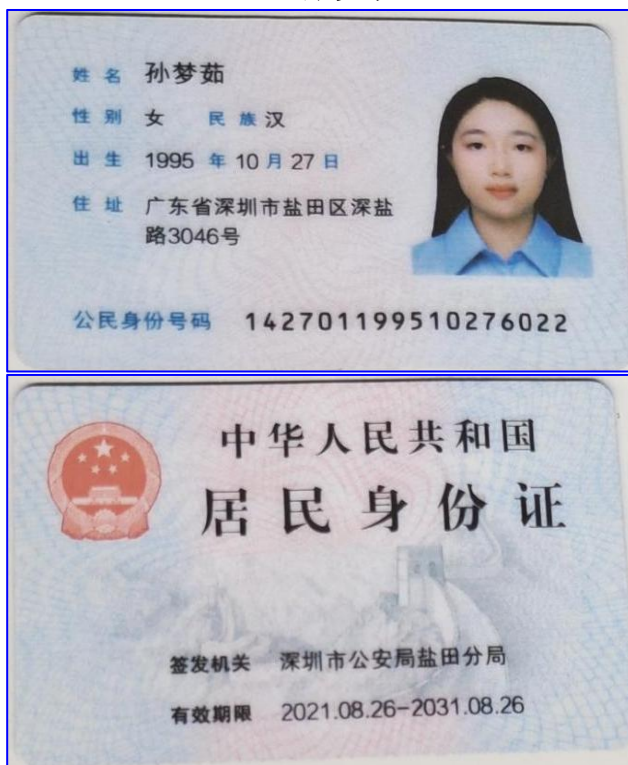 姓名 孙梦茹
性别 女 民族 汉
出生 1995 年 10 月 27 日
住址 广东省深圳市盐田区深盐
路3046号
公民身份号码 142701199510276022
中华人民共和国
居民身份证
签发机关 深圳市公安局盐田分局
有效期限 2021.08.26-2031.08.26